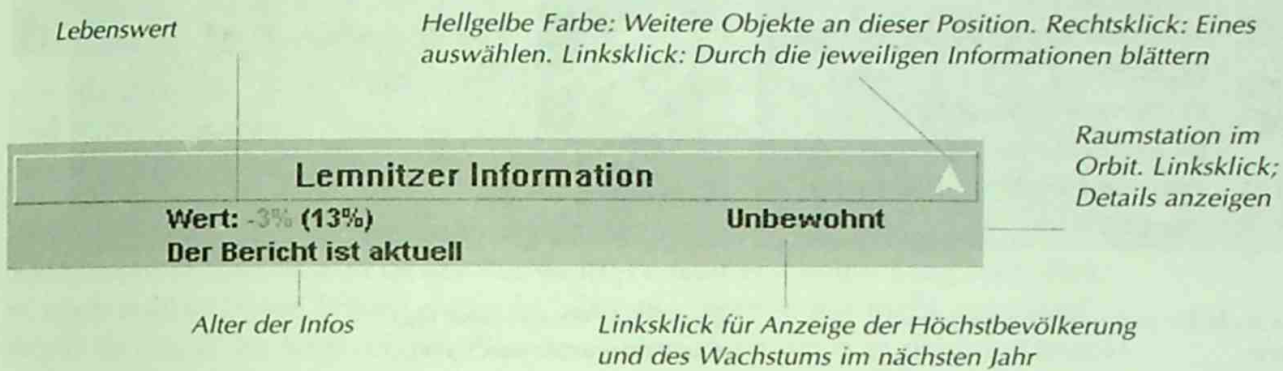 Lebenswert
Hellgelbe Farbe: Weitere Objekte an dieser Position. Rechtsklick: Eines
auswählen. Linksklick: Durch die jeweiligen Informationen blättern
Raumstation im
Orbit. Linksklick;
Details anzeigen
Lemnitzer Information
Wert: -3% (13%)
Unbewohnt
Der Bericht ist aktuell
Alter der Infos
Linksklick für Anzeige der Höchstbevölkerung
und des Wachstums im nächsten Jahr